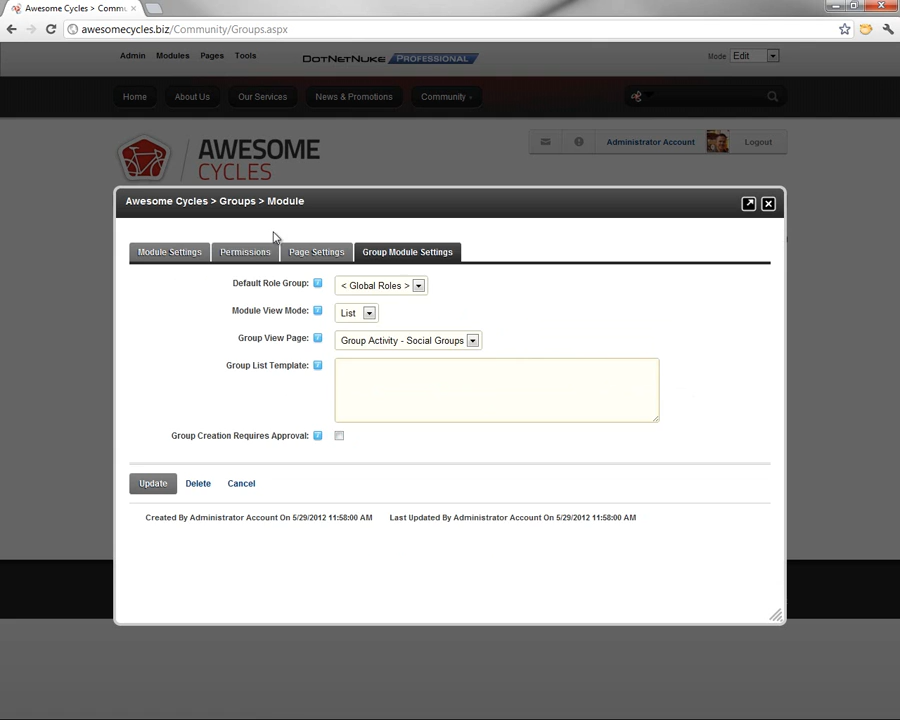 Awesome Cycles > Commu
awesomecycles.biz/Community/Groups.aspx
Admin Modules Pages Tools DOTNETNUKE PROFESSIONAL Mode Edit
Home About Us Our Services News & Promotions Community
AWESOME
CYCLES
Administrator Account Logout
Awesome Cycles > Groups > Module
Module Settings Permissions Page Settings Group Module Settings
Default Role Group: < Global Roles >
Module View Mode: List
Group View Page: Group Activity - Social Groups
Group List Template:
Group Creation Requires Approval:
Update Delete Cancel
Created By Administrator Account On 5/29/2012 11:58:00 AM Last Updated By Administrator Account On 5/29/2012 11:58:00 AM